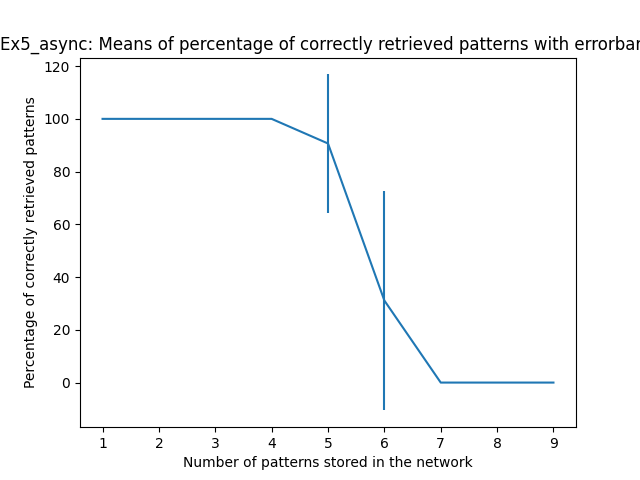 Ex5_async: Means of percentage of correctly retrieved patterns with errorbar
120
100
80
60
40
20
0
Percentage of correctly retrieved patterns
1 2 3 4 5 6 7 8 9
Number of patterns stored in the network